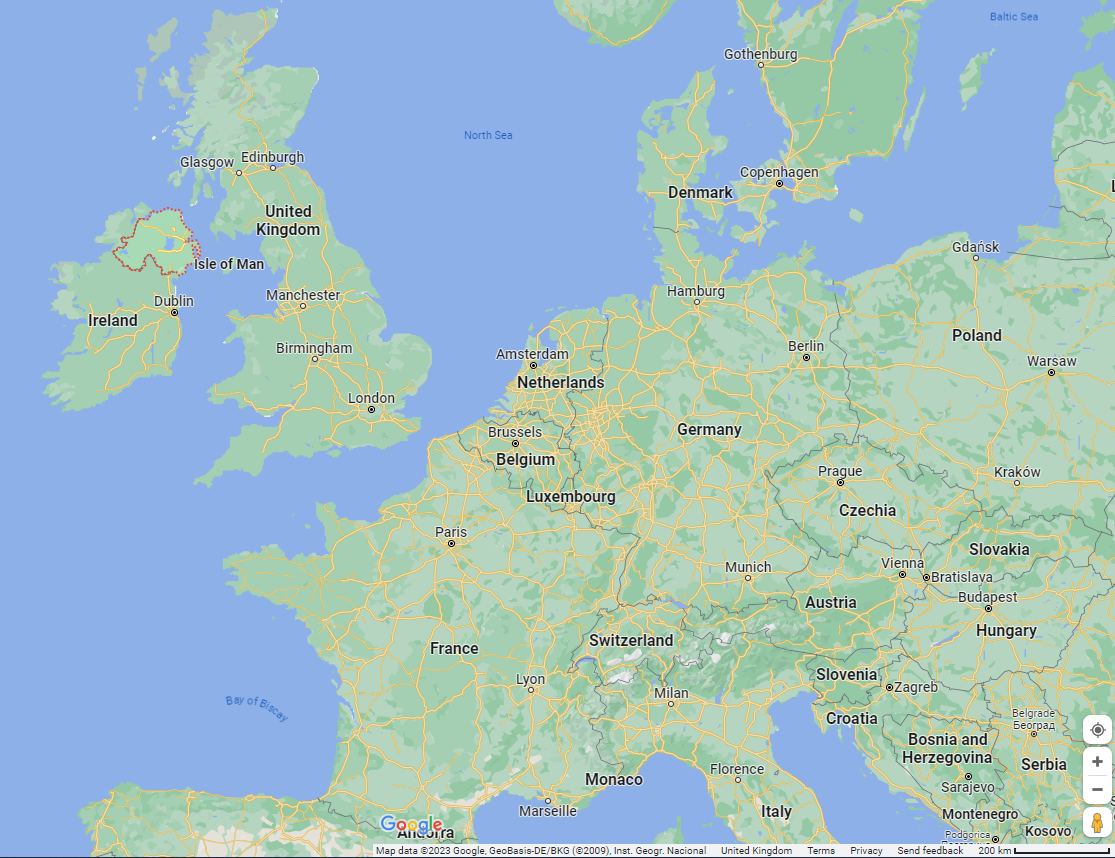 Baltic Sea
Gothenburg
North Sea
Glasgow
Edinburgh
Copenhagen
Denmark
United
Kingdom
Gdańsk
Isle of Man
Manchester
Hamburg
Dublin
Ireland
Poland
Birmingham
Amsterdam
Berlin
Warsaw
Netherlands
London
Brussels
Germany
Belgium
Prague
Kraków
Luxembourg
Czechia
Paris
Slovakia
Munich
Vienna
Bratislava
Budapest
Austria
Hungary
Switzerland
France
Slovenia
Lyon
Zagreb
Milan
Bay of Biscay
Croatia
Belgrade
Београд
Bosnia and
Herzegovina
Serbia
Florence
Monaco
Sarajevo
Marseille
Italy
Montenegro
Google
Andorra
Podgorica
Kosovo
Map data ©2023 Google, GeoBasis-DE/BKG (©2009), Inst. Geogr. Nacional United Kingdom Terms Privacy Send feedback 200 km